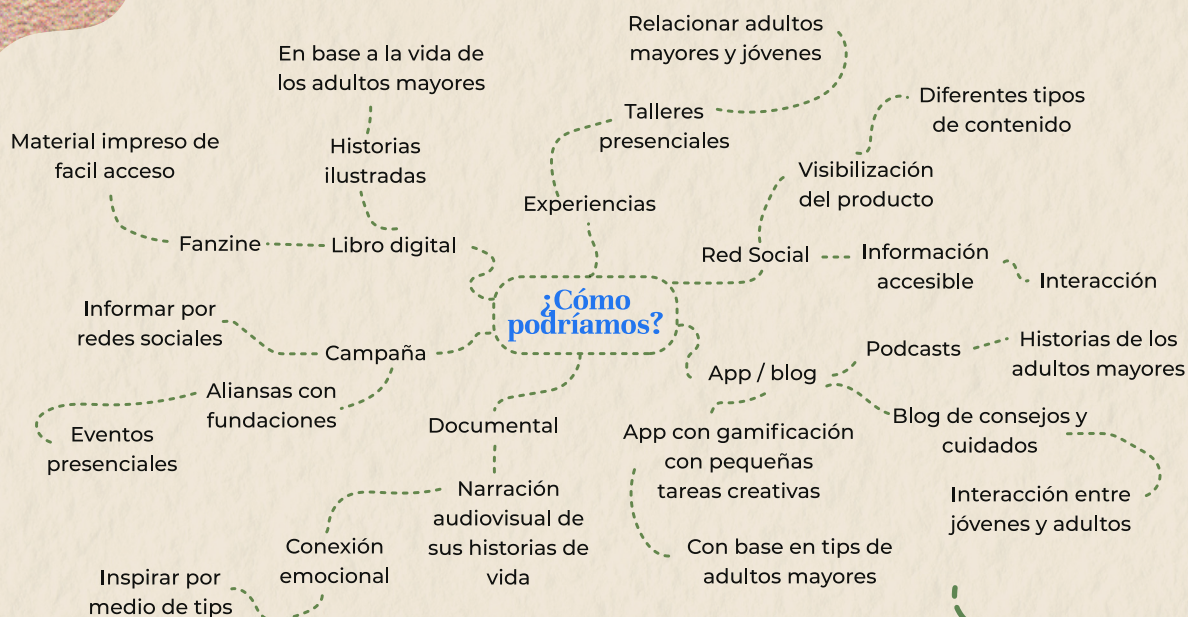 Relacionar adultos
mayores y jóvenes
En base a la vida de
los adultos mayores
Diferentes tipos
de contenido
Talleres
presenciales
Material impreso de
facil acceso
Historias
ilustradas
Visibilización
del producto
Experiencias
Fanzine
Libro digital
Red Social
Información
accesible
Interacción
¿Cómo
podríamos?
Informar por
redes sociales
Campaña
Podcasts
Historias de los
adultos mayores
App / blog
Aliansas con
fundaciones
Eventos
presenciales
Documental
App con gamificación
con pequeñas
tareas creativas
Blog de consejos y
cuidados
Narración
audiovisual de
sus historias de
vida
Interacción entre
jóvenes y adultos
Conexión
emocional
Con base en tips de
adultos mayores
Inspirar por
medio de tips